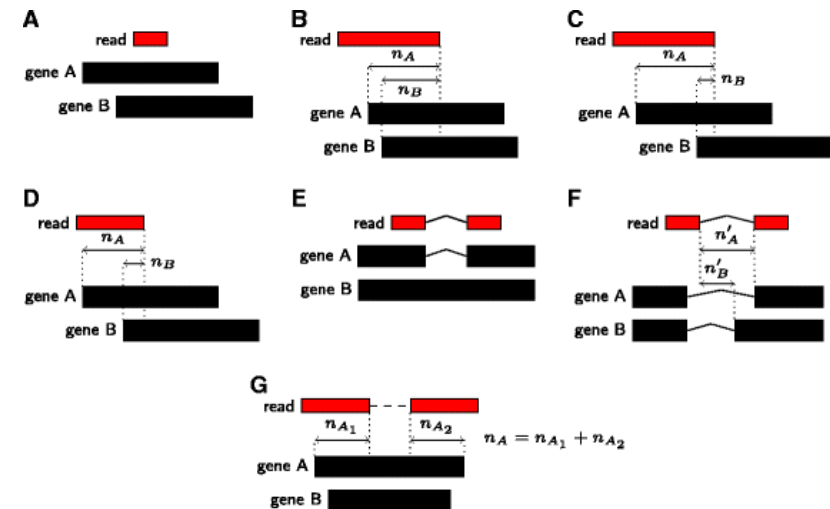 A
read
gene A
gene B
B
read
n_A
n_B
gene A
gene B
C
read
n_A
n_B
gene A
gene B
D
read
n_A
n_B
gene A
gene B
E
read
gene A
gene B
F
read
n'_A
n'_B
gene A
gene B
G
read
n_{A_1} n_{A_2} n_A = n_{A_1} + n_{A_2}
gene A
gene B